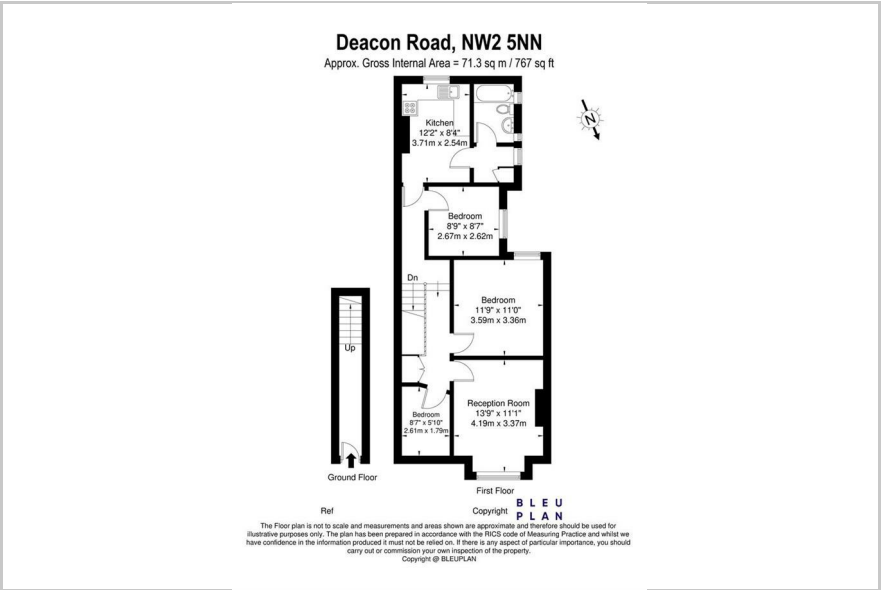 Deacon Road, NW2 5NN
Approx. Gross Internal Area = 71.3 sq m / 767 sq ft
Kitchen
12'2" x 8'4"
3.71m x 2.54m
N
Bedroom
8'9" x 8'7"
2.67m x 2.62m
Dn
Bedroom
11'9" x 11'0"
3.59m x 3.36m
Up
Reception Room
13'9" x 11'1"
4.19m x 3.37m
Bedroom
8'7" x 5'10"
2.61m x 1.79m
Ground Floor
First Floor
Ref
Copyright
BLEU
PLAN
The Floor plan is not to scale and measurements and areas shown are approximate and therefore should be used for
illustrative purposes only. The plan has been prepared in accordance with the RICS code of Measuring Practice and whilst we
have confidence in the information produced it must not be relied on. If there is any aspect of particular importance, you should
carry out or commission your own inspection of the property.
Copyright @ BLEUPLAN